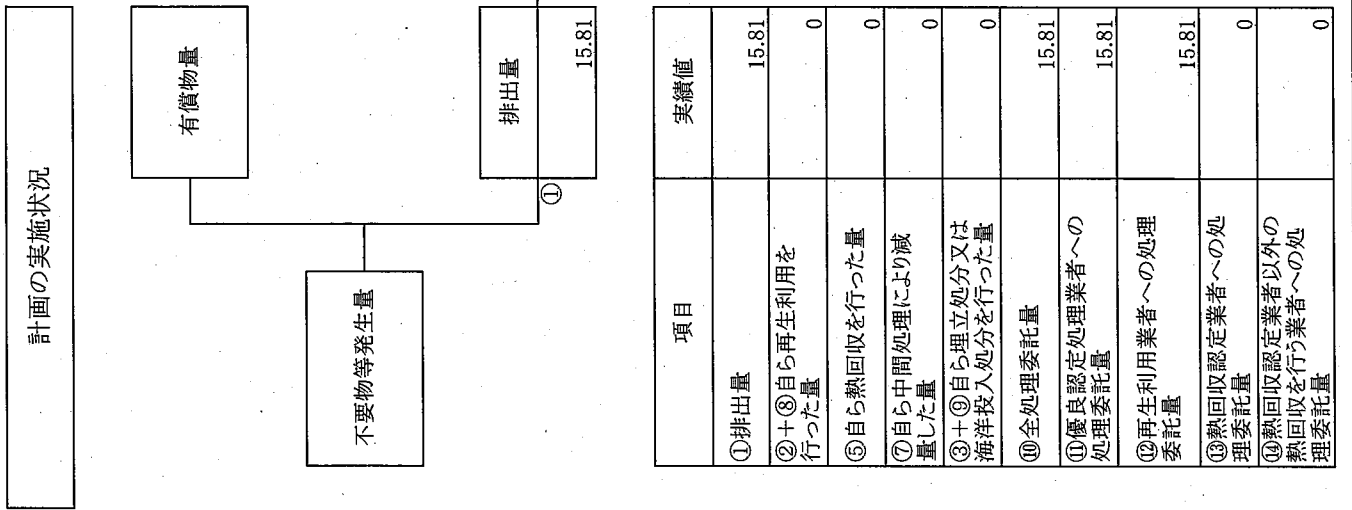 計画の実施状況
有償物量
不要物等発生量
排出量
①
15.81
項目
実績値
①排出量
15.81
②+⑧自ら再生利用を
行った量
0
⑤自ら熱回収を行った量
0
⑦自ら中間処理により減
量した量
0
③+⑨自ら埋立処分又は
海洋投入処分を行った量
0
⑩全処理委託量
15.81
⑪優良認定処理業者への
処理委託量
15.81
⑫再生利用業者への処理
委託量
15.81
⑬熱回収認定業者への処
理委託量
0
⑭熱回収認定業者以外の
熱回収を行う業者への処
理委託量
0